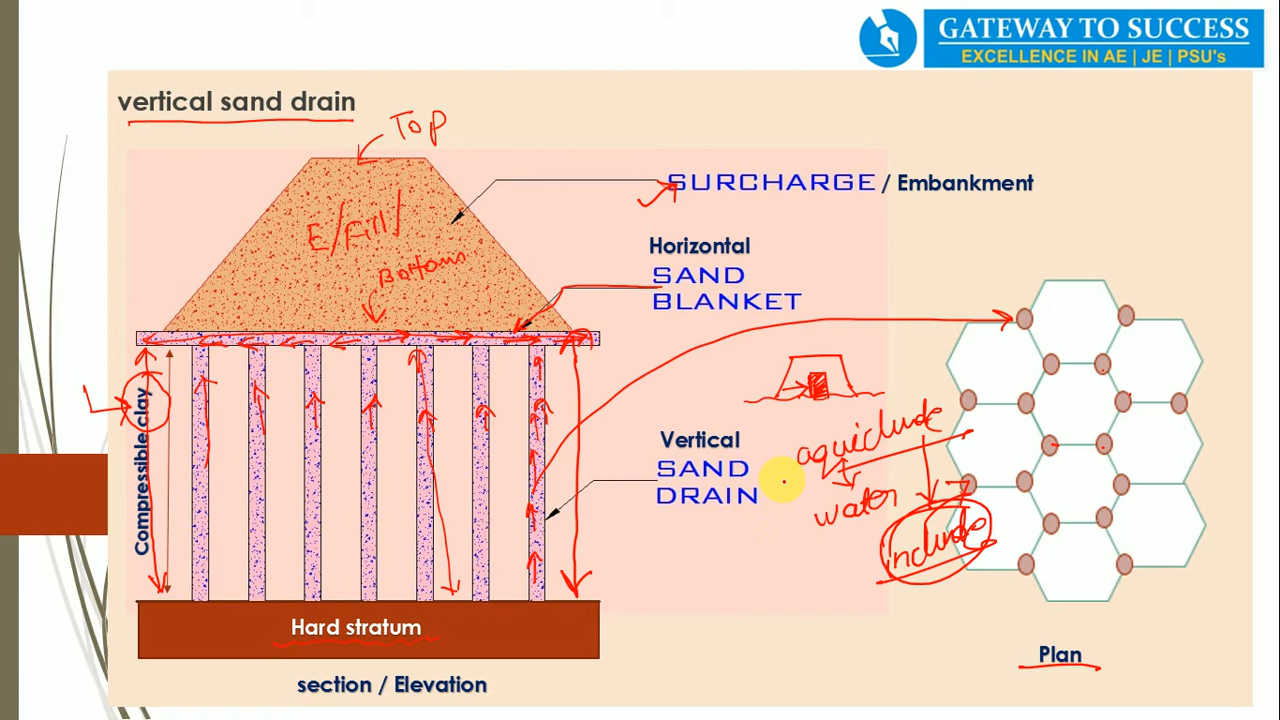 GATEWAY TO SUCCESS
EXCELLENCE IN AE | JE | PSU's
vertical sand drain
Top
SURCHARGE / Embankment
E/Fill/
Bottom
Horizontal
SAND
BLANKET
Compressible clay
Vertical
SAND
DRAIN
aquiclude
water
include
Hard stratum
Plan
section / Elevation